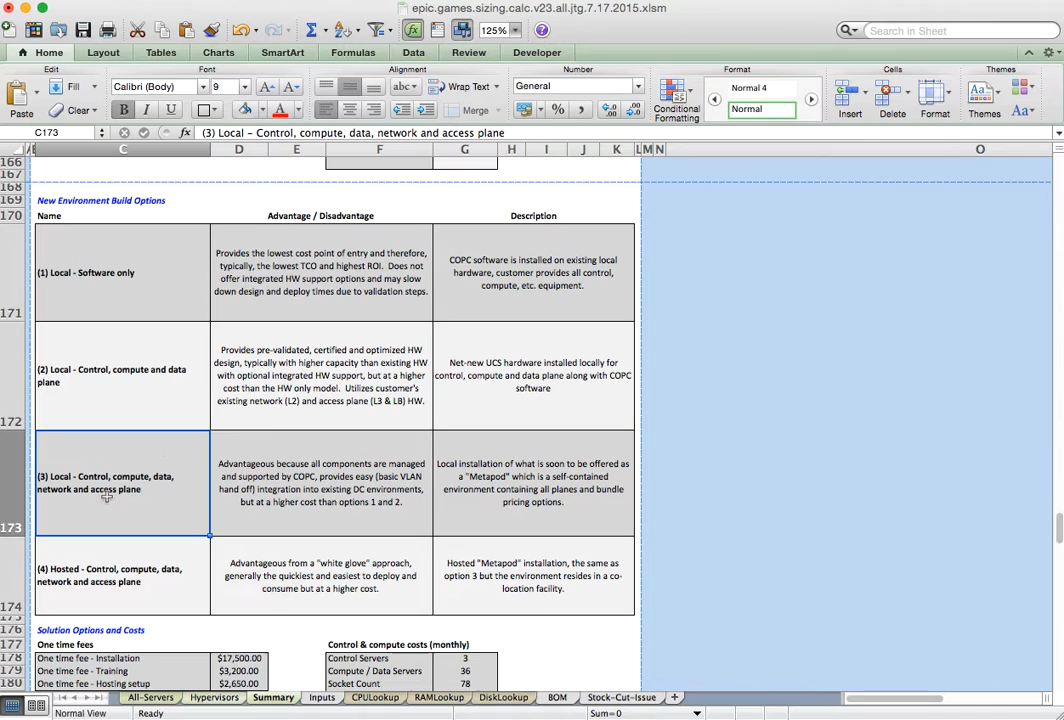 epic.games.sizing.calc.v23.all.jtg.7.17.2015.xlsm
125%
Search in Sheet
Home
Layout
Tables
Charts
SmartArt
Formulas
Data
Review
Developer
Edit
Font
Alignment
Number
Format
Cells
Themes
Paste
Fill
Clear
Calibri (Body)
9
A
A
B
I
U
A
abc
Wrap Text
Merge
General
%
Conditional
Formatting
Normal 4
Normal
Insert
Delete
Format
Themes
Aa
C173
fx
(3) Local - Control, compute, data, network and access plane
C
D
E
F
G
H
I
J
K
L
M
N
O
166
167
168
169
New Environment Build Options
170
Name
Advantage / Disadvantage
Description
171
(1) Local - Software only
Provides the lowest cost point of entry and therefore,
typically, the lowest TCO and highest ROI. Does not
offer integrated HW support options and may slow
down design and deploy times due to validation steps.
COPC software is installed on existing local
hardware, customer provides all control,
compute, etc. equipment.
172
(2) Local - Control, compute and data
plane
Provides pre-validated, certified and optimized HW
design, typically with higher capacity than existing HW
with optional integrated HW support, but at a higher
cost than the HW only model. Utilizes customer's
existing network (L2) and access plane (L3 & LB) HW.
Net-new UCS hardware installed locally for
control, compute and data plane along with COPC
software
173
(3) Local - Control, compute, data,
network and access plane
Advantageous because all components are managed
and supported by COPC, provides easy (basic VLAN
hand off) integration into existing DC environments,
but at a higher cost than options 1 and 2.
Local installation of what is soon to be offered as
a "Metapod" which is a self-contained
environment containing all planes and bundle
pricing options.
174
(4) Hosted - Control, compute, data,
network and access plane
Advantageous from a "white glove" approach,
generally the quickiest and easiest to deploy and
consume but at a higher cost.
Hosted "Metapod" installation, the same as
option 3 but the environment resides in a co-
location facility.
175
176
Solution Options and Costs
177
One time fees
Control & compute costs (monthly)
178
One time fee - Installation
$17,500.00
Control Servers
3
179
One time fee - Training
$3,200.00
Compute / Data Servers
36
180
One time fee - Hosting setup
$2,650.00
Socket Count
78
All-Servers
Hypervisors
Summary
Inputs
CPULookup
RAMLookup
DiskLookup
BOM
Stock-Cut-Issue
Normal View
Ready
Sum=0